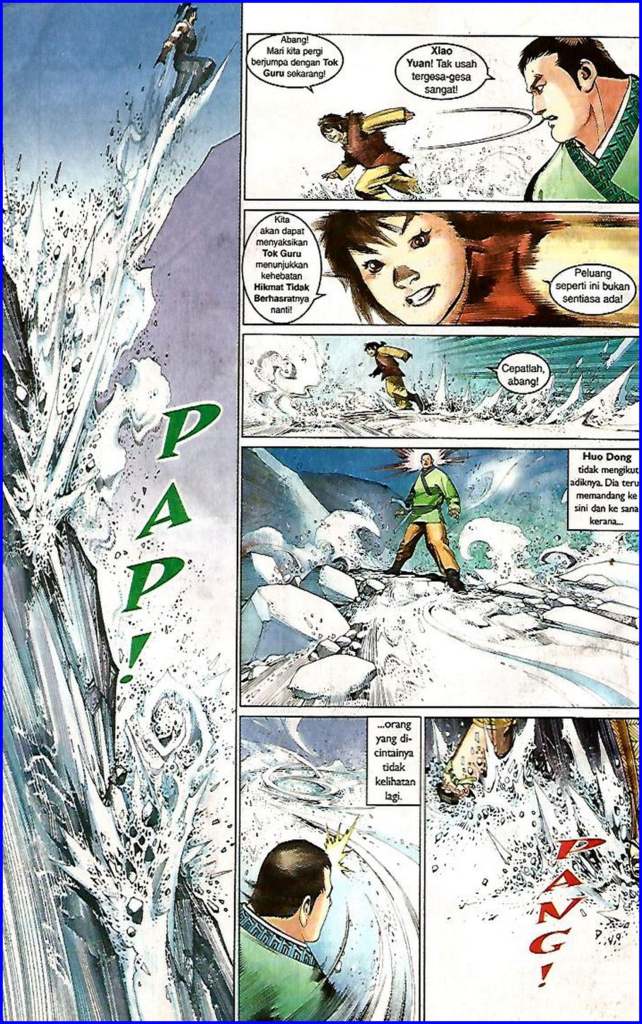 Abang!
Mari kita pergi
berjumpa dengan Tok
Guru sekarang!
Xiao
Yuan! Tak usah
tergesa-gesa
sangat!
Kita
akan dapat
menyaksikan
Tok Guru
menunjukkan
kehebatan
Hikmat Tidak
Berhasratnya
nanti!
Peluang
seperti ini bukan
sentiasa ada!
Cepatlah,
abang!
PAP!
Huo Dong
tidak mengikut
adiknya. Dia teru
memandang ke
sini dan ke sana
kerana...
...orang
yang di-
cintainya
tidak
kelihatan
lagi.
PANG!